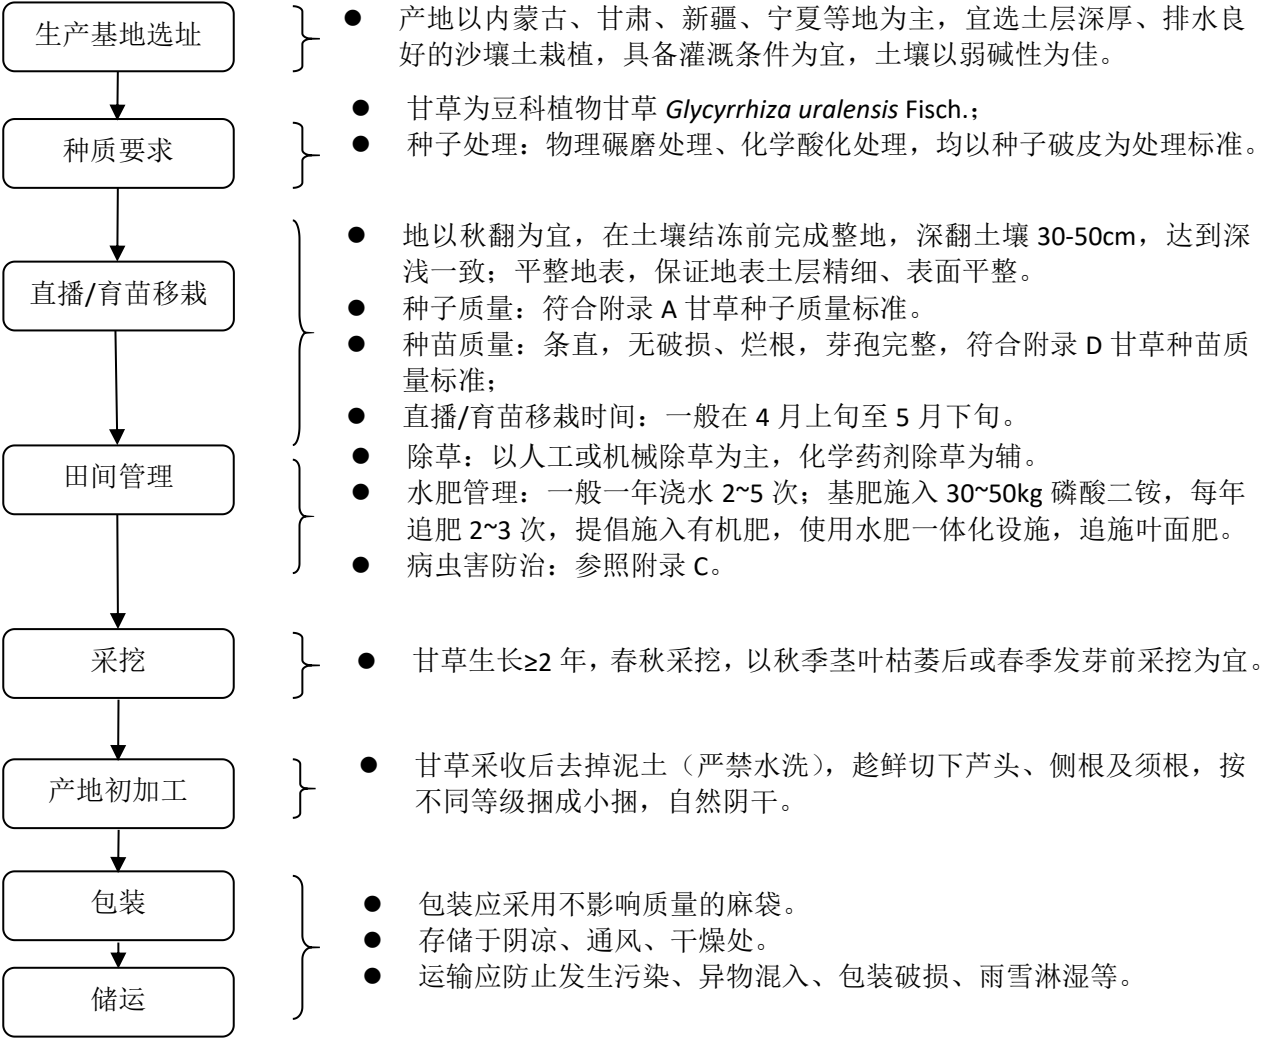 生产基地选址
● 产地以内蒙古、甘肃、新疆、宁夏等地为主，宜选土层深厚、排水良
好的沙壤土栽植，具备灌溉条件为宜，土壤以弱碱性为佳。
种质要求
● 甘草为豆科植物甘草 Glycyrrhiza uralensis Fisch.；
● 种子处理：物理碾磨处理、化学酸化处理，均以种子破皮为处理标准。
直播/育苗移栽
● 地以秋翻为宜，在土壤结冻前完成整地，深翻土壤 30-50cm，达到深
浅一致；平整地表，保证地表土层精细、表面平整。
● 种子质量：符合附录 A 甘草种子质量标准。
● 种苗质量：条直，无破损、烂根，芽孢完整，符合附录 D 甘草种苗质
量标准；
● 直播/育苗移栽时间：一般在 4 月上旬至 5 月下旬。
田间管理
● 除草：以人工或机械除草为主，化学药剂除草为辅。
● 水肥管理：一般一年浇水 2~5 次；基肥施入 30~50kg 磷酸二铵，每年
追肥 2~3 次，提倡施入有机肥，使用水肥一体化设施，追施叶面肥。
● 病虫害防治：参照附录 C。
采挖
● 甘草生长≥2 年，春秋采挖，以秋季茎叶枯萎后或春季发芽前采挖为宜。
产地初加工
● 甘草采收后去掉泥土（严禁水洗），趁鲜切下芦头、侧根及须根，按
不同等级捆成小捆，自然阴干。
包装
● 包装应采用不影响质量的麻袋。
● 存储于阴凉、通风、干燥处。
● 运输应防止发生污染、异物混入、包装破损、雨雪淋湿等。
储运